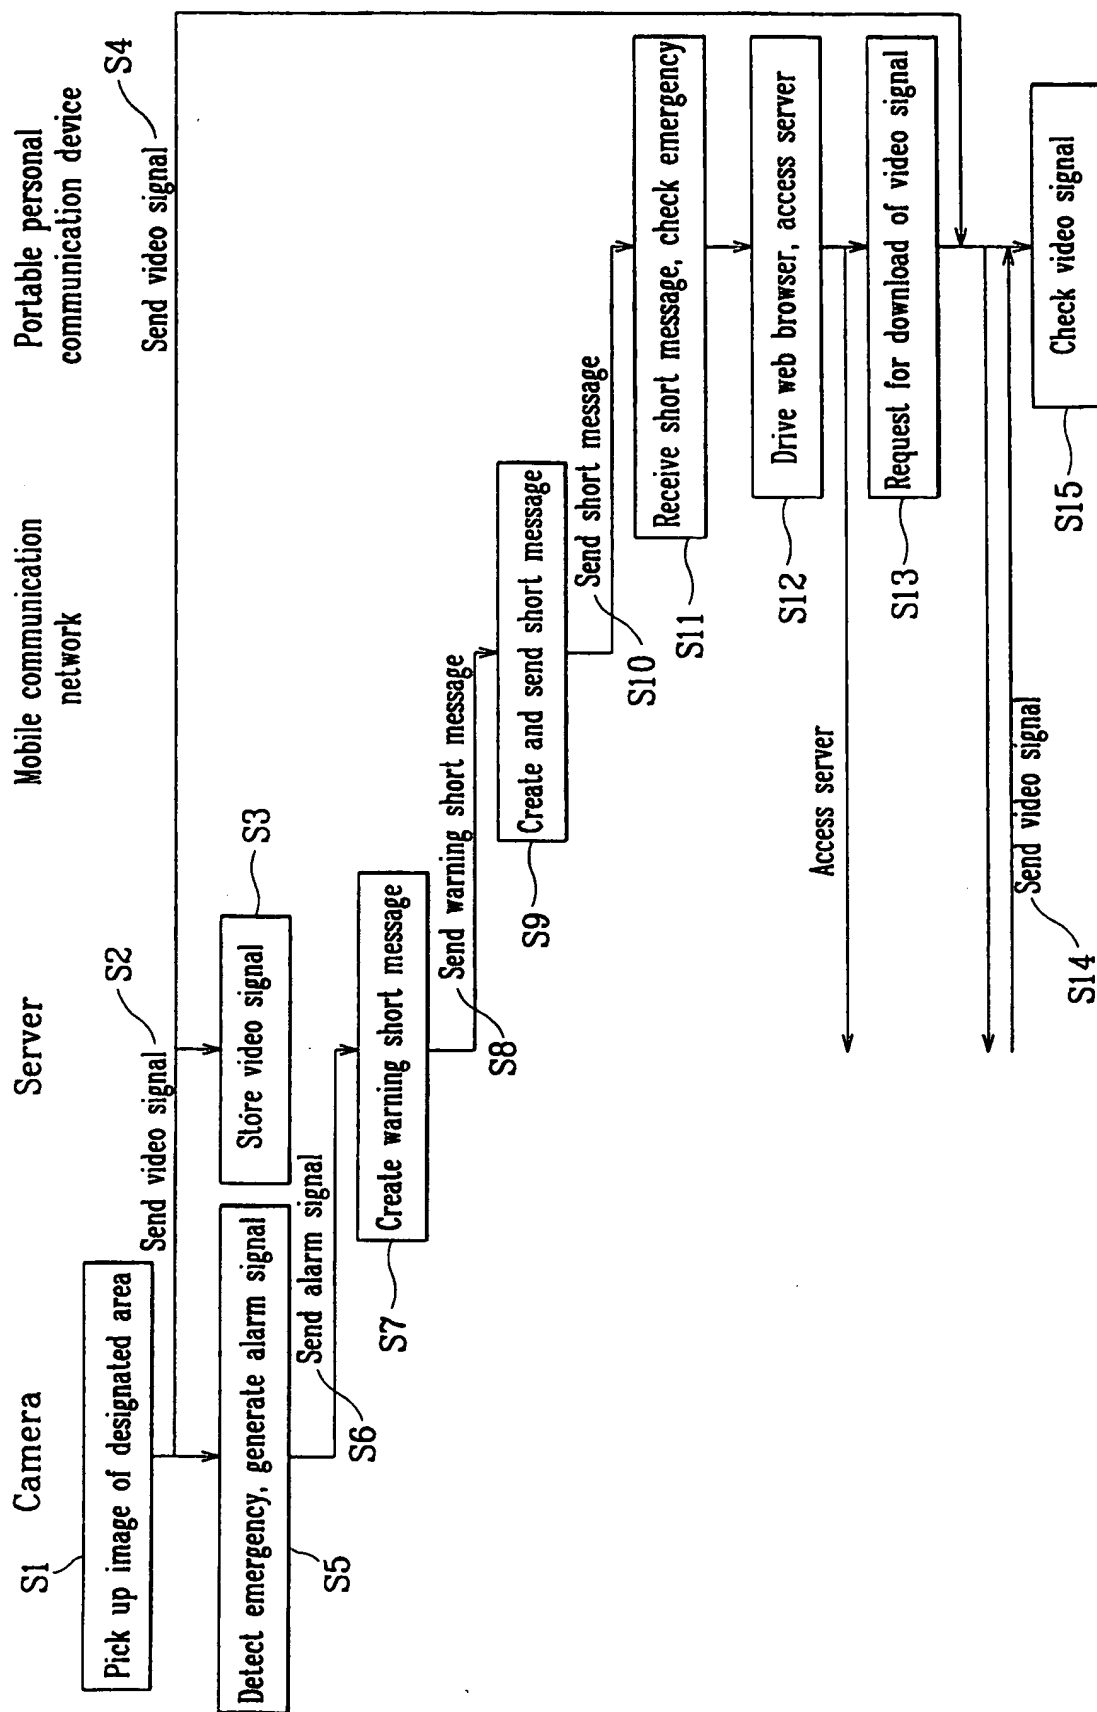 S1
Camera
Server
Mobile communication
network
Portable personal
communication device
Pick up image of designated area
Send video signal
S2
Send video signal
S4
Detect emergency, generate alarm signal
S5
Store video signal
S3
Send alarm signal
S6
Create warning short message
S7
Send warning short message
S8
Create and send short message
S9
Send short message
S10
Receive short message, check emergency
S11
Drive web browser, access server
S12
Access server
Request for download of video signal
S13
Send video signal
S14
Check video signal
S15